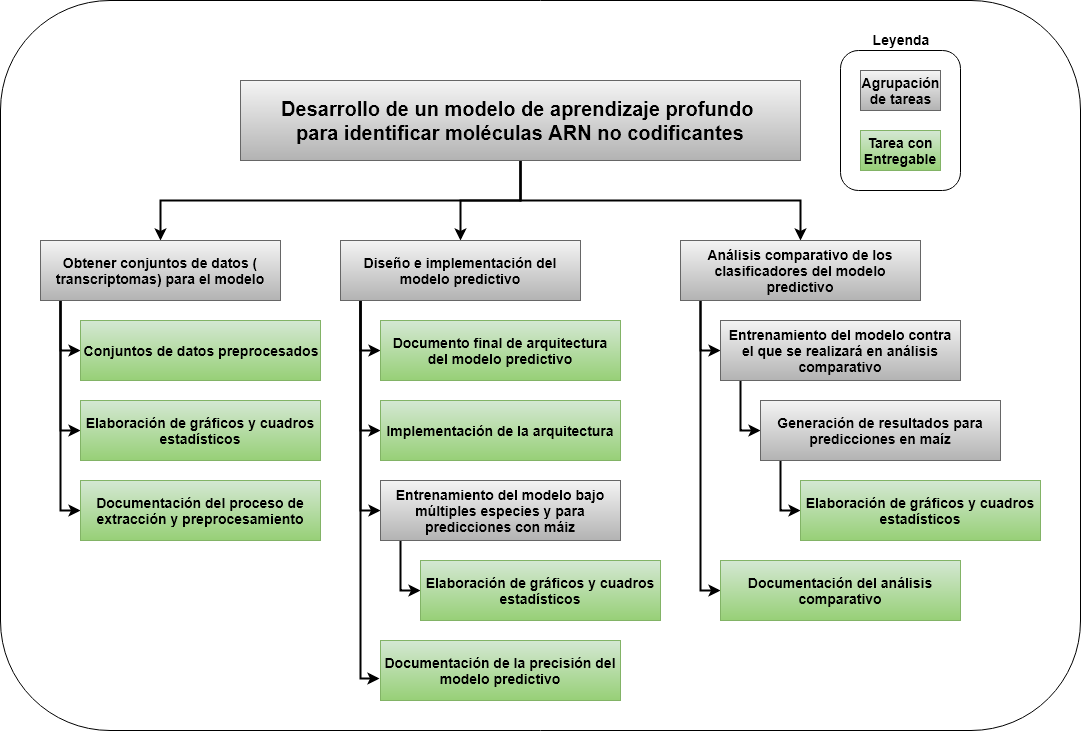 Leyenda
Agrupación
de tareas
Tarea con
Entregable
Desarrollo de un modelo de aprendizaje profundo
para identificar moléculas ARN no codificantes
Obtener conjuntos de datos (
transcriptomas) para el modelo
Conjuntos de datos preprocesados
Elaboración de gráficos y cuadros
estadísticos
Documentación del proceso de
extracción y preprocesamiento
Diseño e implementación del
modelo predictivo
Documento final de arquitectura
del modelo predictivo
Implementación de la arquitectura
Entrenamiento del modelo bajo
múltiples especies y para
predicciones con máiz
Elaboración de gráficos y cuadros
estadísticos
Documentación de la precisión del
modelo predictivo
Análisis comparativo de los
clasificadores del modelo
predictivo
Entrenamiento del modelo contra
el que se realizará en análisis
comparativo
Generación de resultados para
predicciones en maíz
Elaboración de gráficos y cuadros
estadísticos
Documentación del análisis
comparativo